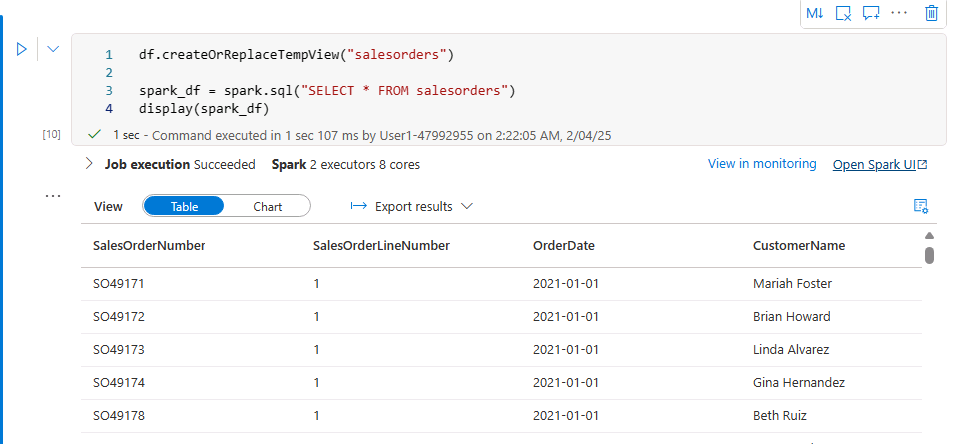 M↓
1 df.createOrReplaceTempView("salesorders")
2
3 spark_df = spark.sql("SELECT * FROM salesorders")
4 display(spark_df)
[10] 1 sec - Command executed in 1 sec 107 ms by User1-47992955 on 2:22:05 AM, 2/04/25
Job execution Succeeded Spark 2 executors 8 cores View in monitoring Open Spark UI
View Table Chart Export results
SalesOrderNumber SalesOrderLineNumber OrderDate CustomerName
SO49171 1 2021-01-01 Mariah Foster
SO49172 1 2021-01-01 Brian Howard
SO49173 1 2021-01-01 Linda Alvarez
SO49174 1 2021-01-01 Gina Hernandez
SO49178 1 2021-01-01 Beth Ruiz